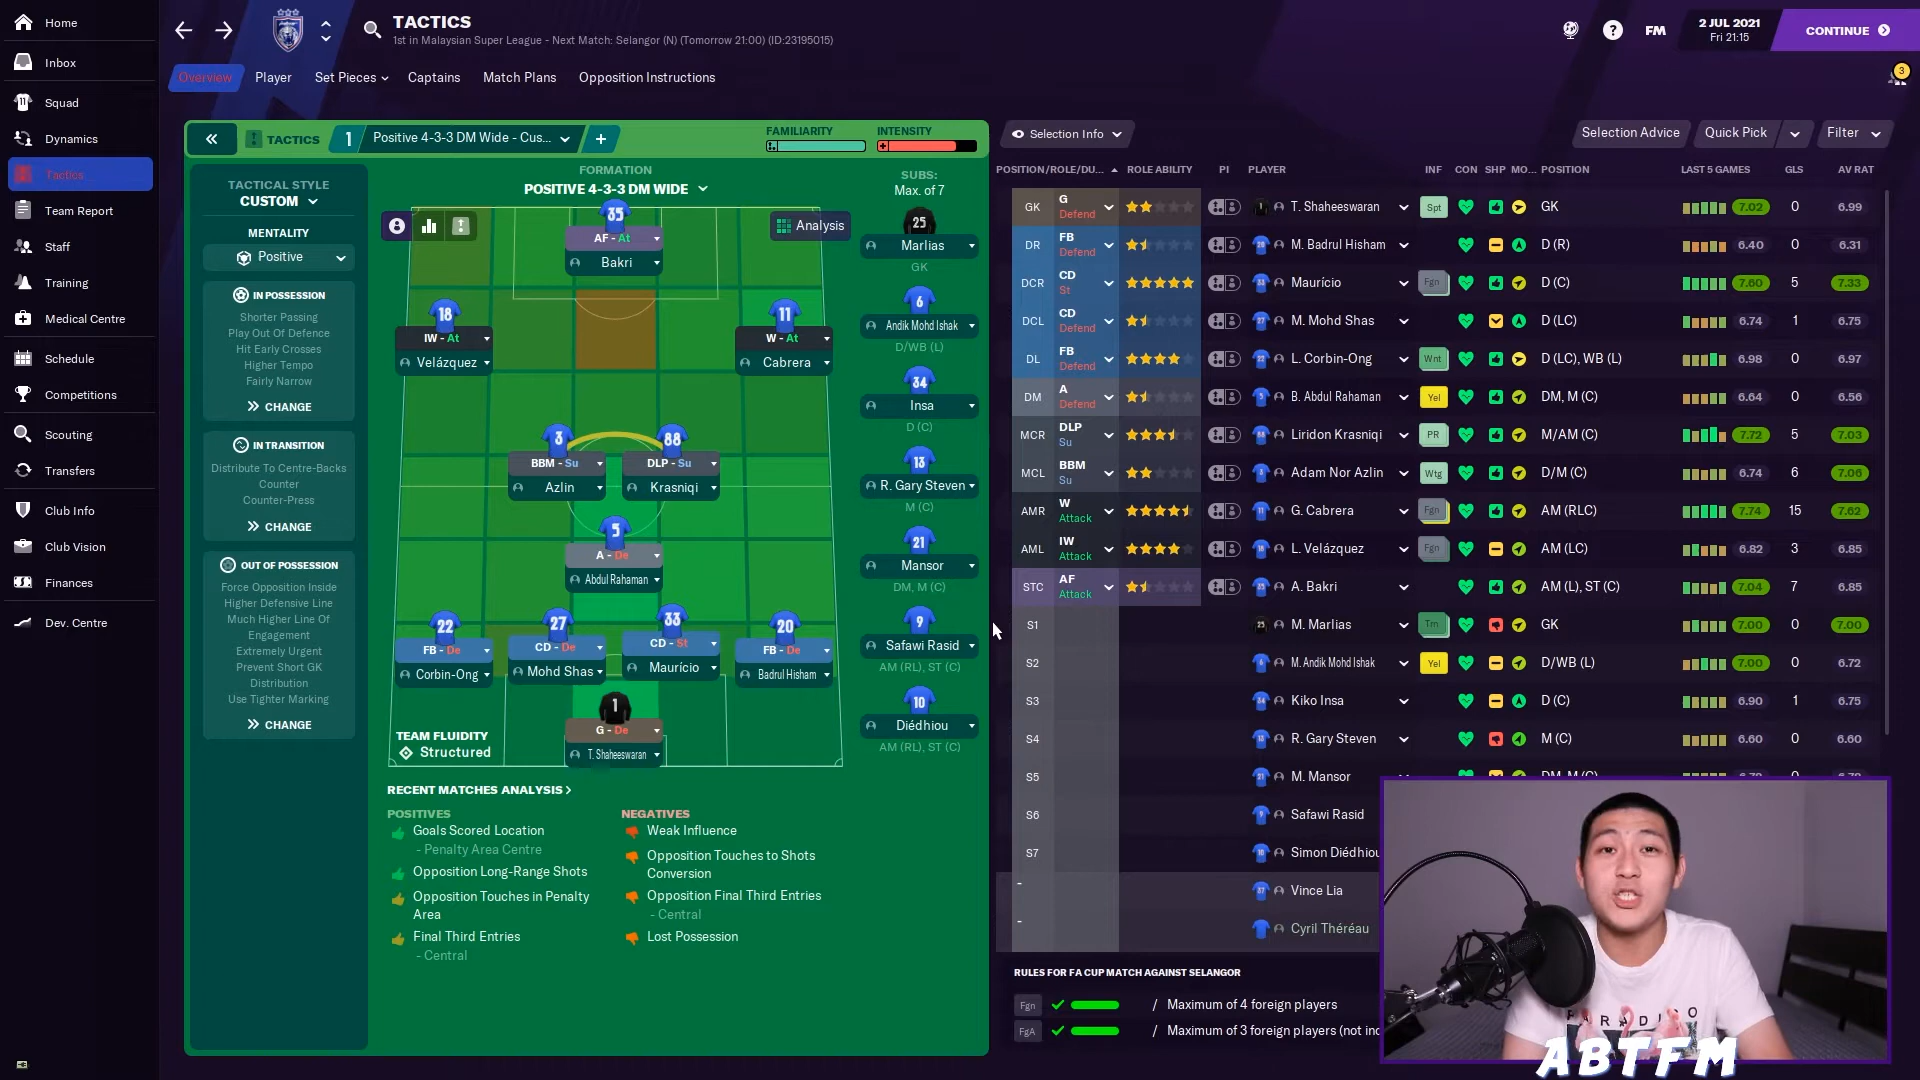 Home
Inbox
Squad
Dynamics
Tactics
Team Report
Staff
Training
Medical Centre
Schedule
Competitions
Scouting
Transfers
Club Info
Club Vision
Finances
Dev. Centre
TACTICS
1st in Malaysian Super League - Next Match: Selangor (N) (Tomorrow 21:00) (ID:23195015)
FM
2 JUL 2021
Fri 21:15
CONTINUE
3
Overview
Player
Set Pieces
Captains
Match Plans
Opposition Instructions
TACTICS
1
Positive 4-3-3 DM Wide - Cus...
+
FAMILIARITY
INTENSITY
TACTICAL STYLE
CUSTOM
MENTALITY
Positive
IN POSSESSION
Shorter Passing
Play Out Of Defence
Hit Early Crosses
Higher Tempo
Fairly Narrow
CHANGE
IN TRANSITION
Distribute To Centre-Backs
Counter
Counter-Press
CHANGE
OUT OF POSSESSION
Force Opposition Inside
Higher Defensive Line
Much Higher Line Of
Engagement
Extremely Urgent
Prevent Short GK
Distribution
Use Tighter Marking
CHANGE
FORMATION
POSITIVE 4-3-3 DM WIDE
Analysis
35
AF - At
Bakri
18
IW - At
Velázquez
11
W - At
Cabrera
3
BBM - Su
Azlin
88
DLP - Su
Krasniqi
5
A - De
Abdul Rahaman
22
FB - De
Corbin-Ong
27
CD - De
Mohd Shas
33
CD - St
Maurício
20
FB - De
Badrul Hisham
1
G - De
T. Shaheeswaran
TEAM FLUIDITY
Structured
SUBS:
Max. of 7
25
Marlias
GK
6
Andik Mohd Ishak
D/WB (L)
34
Insa
D (C)
13
R. Gary Steven
M (C)
21
Mansor
DM, M (C)
9
Safawi Rasid
AM (RL), ST (C)
10
Diédhiou
AM (RL), ST (C)
RECENT MATCHES ANALYSIS
POSITIVES
Goals Scored Location
- Penalty Area Centre
Opposition Long-Range Shots
Opposition Touches in Penalty
Area
Final Third Entries
- Central
NEGATIVES
Weak Influence
Opposition Touches to Shots
Conversion
Opposition Final Third Entries
- Central
Lost Possession
Selection Info
Selection Advice
Quick Pick
Filter
POSITION/ROLE/DU... ROLE ABILITY PI PLAYER INF CON SHP MO... POSITION LAST 5 GAMES GLS AV RAT
GK G Defend T. Shaheeswaran Spt GK 7.02 0 6.99
DR FB Defend M. Badrul Hisham D (R) 6.40 0 6.31
DCR CD St Maurício Fgn D (C) 7.60 5 7.33
DCL CD Defend M. Mohd Shas D (LC) 6.74 1 6.75
DL FB Defend L. Corbin-Ong Wnt D (LC), WB (L) 6.98 0 6.97
DM A Defend B. Abdul Rahaman Yel DM, M (C) 6.64 0 6.56
MCR DLP Su Liridon Krasniqi PR M/AM (C) 7.72 5 7.03
MCL BBM Su Adam Nor Azlin Wtg D/M (C) 6.74 6 7.06
AMR W Attack G. Cabrera Fgn AM (RLC) 7.74 15 7.62
AML IW Attack L. Velázquez Fgn AM (LC) 6.82 3 6.85
STC AF Attack A. Bakri AM (L), ST (C) 7.04 7 6.85
S1 M. Marlias Trn GK 7.00 0 7.00
S2 M. Andik Mohd Ishak Yel D/WB (L) 7.00 0 6.72
S3 Kiko Insa D (C) 6.90 1 6.75
S4 R. Gary Steven M (C) 6.60 0 6.60
S5 M. Mansor
S6 Safawi Rasid
S7 Simon Diédhiou
- Vince Lia
- Cyril Théréau
RULES FOR FA CUP MATCH AGAINST SELANGOR
Fgn / Maximum of 4 foreign players
FgA / Maximum of 3 foreign players (not inc
PARADISO
ABTFM